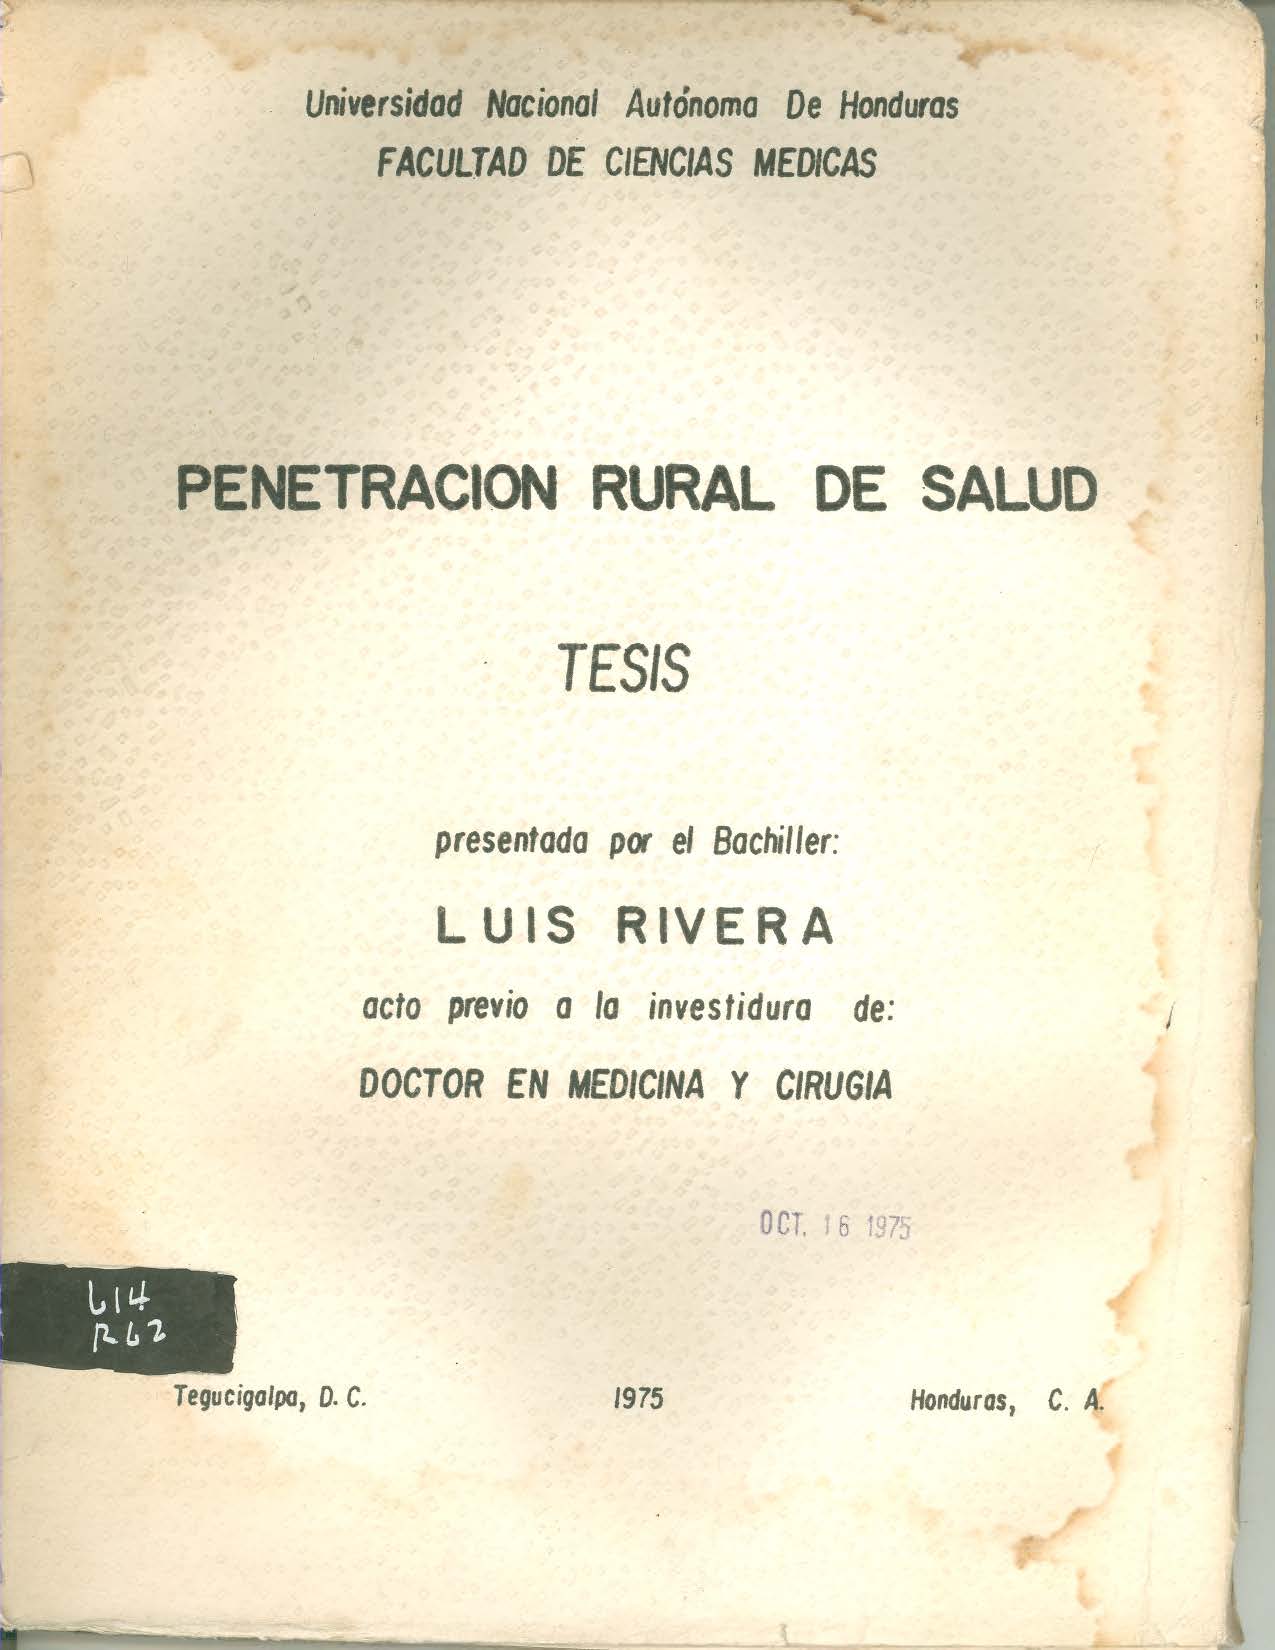 Universidad Nacional Autónoma De Honduras
FACULTAD DE CIENCIAS MEDICAS
PENETRACION RURAL DE SALUD
TESIS
presentada por el Bachiller:
LUIS RIVERA
acto previo a la investidura de:
DOCTOR EN MEDICINA Y CIRUGIA
OCT. 16 1975
614
R62
Tegucigalpa, D. C. 1975 Honduras, C. A.